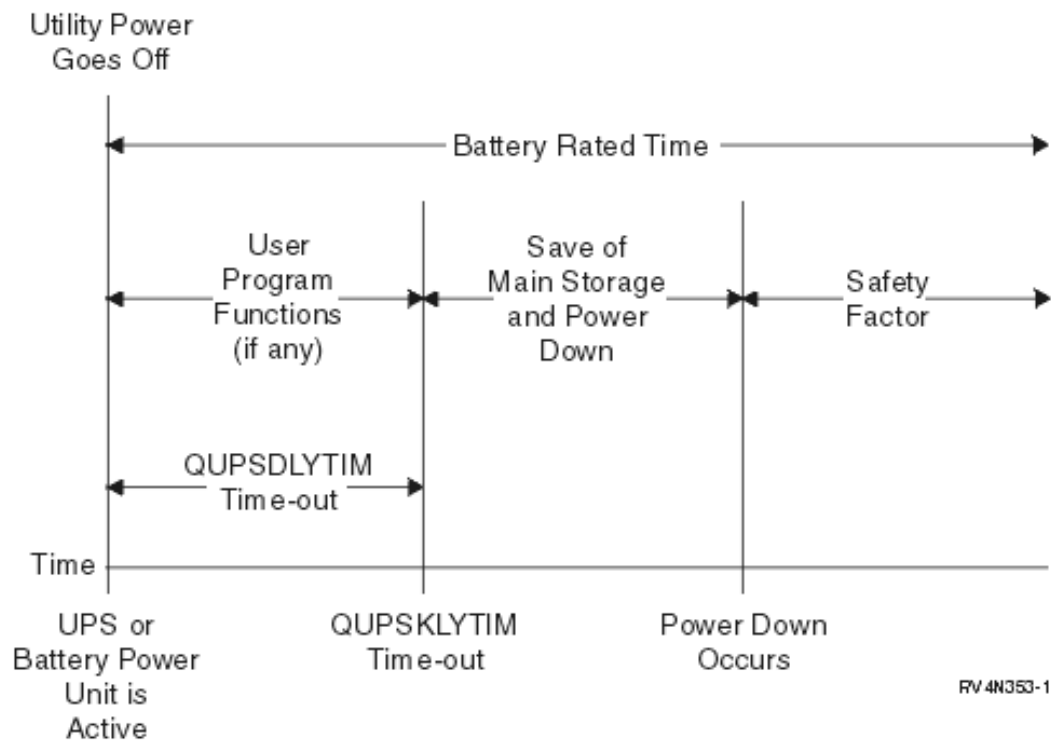 Utility Power
Goes Off
Battery Rated Time
User
Program
Functions
(if any)
Save of
Main Storage
and Power
Down
Safety
Factor
QUPSDLYTIM
Time-out
Time
UPS or
Battery Power
Unit is
Active
QUPSKLYTIM
Time-out
Power Down
Occurs
RV4N353-1